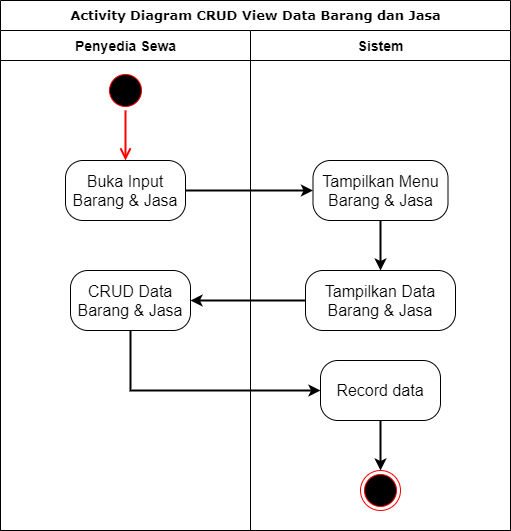 Activity Diagram CRUD View Data Barang dan Jasa
Penyedia Sewa
Sistem
Buka Input
Barang & Jasa
Tampilkan Menu
Barang & Jasa
CRUD Data
Barang & Jasa
Tampilkan Data
Barang & Jasa
Record data